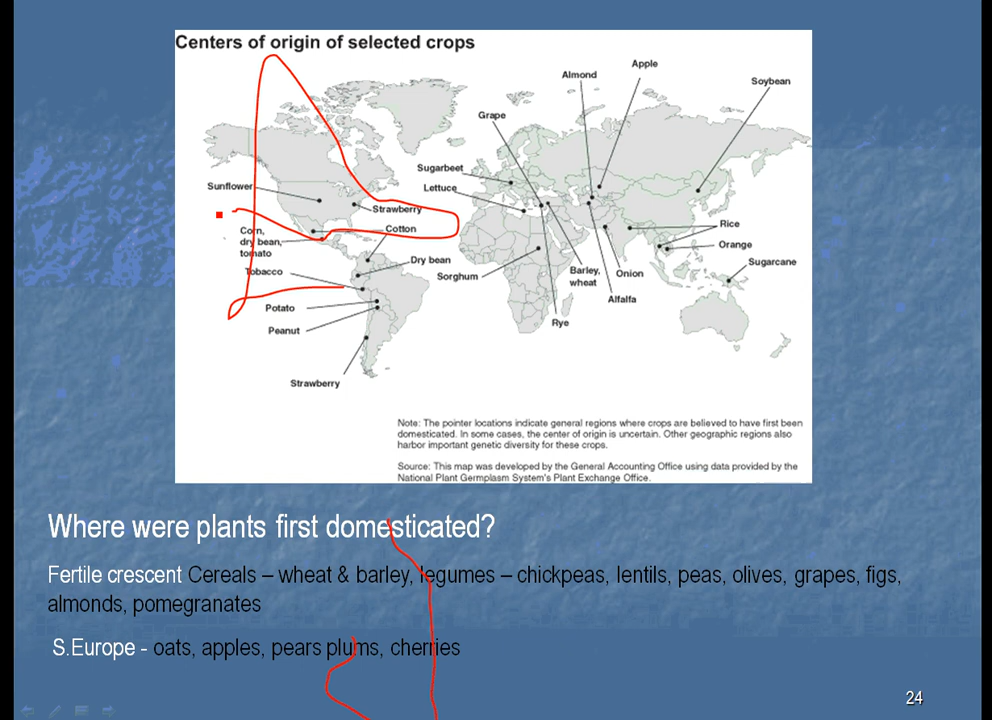 Centers of origin of selected crops
Apple
Almond
Soybean
Grape
Sugarbeet
Sunflower
Lettuce
Strawberry
Corn,
dry bean,
tomato
Cotton
Rice
Orange
Dry bean
Sugarcane
Tobacco
Sorghum
Barley,
wheat
Onion
Alfalfa
Potato
Rye
Peanut
Strawberry
Note: The pointer locations indicate general regions where crops are believed to have first been
domesticated. In some cases, the center of origin is uncertain. Other geographic regions also
harbor important genetic diversity for these crops.
Source: This map was developed by the General Accounting Office using data provided by the
National Plant Germplasm System's Plant Exchange Office.
Where were plants first domesticated?
Fertile crescent Cereals – wheat & barley, legumes – chickpeas, lentils, peas, olives, grapes, figs,
almonds, pomegranates
S.Europe - oats, apples, pears plums, cherries
24